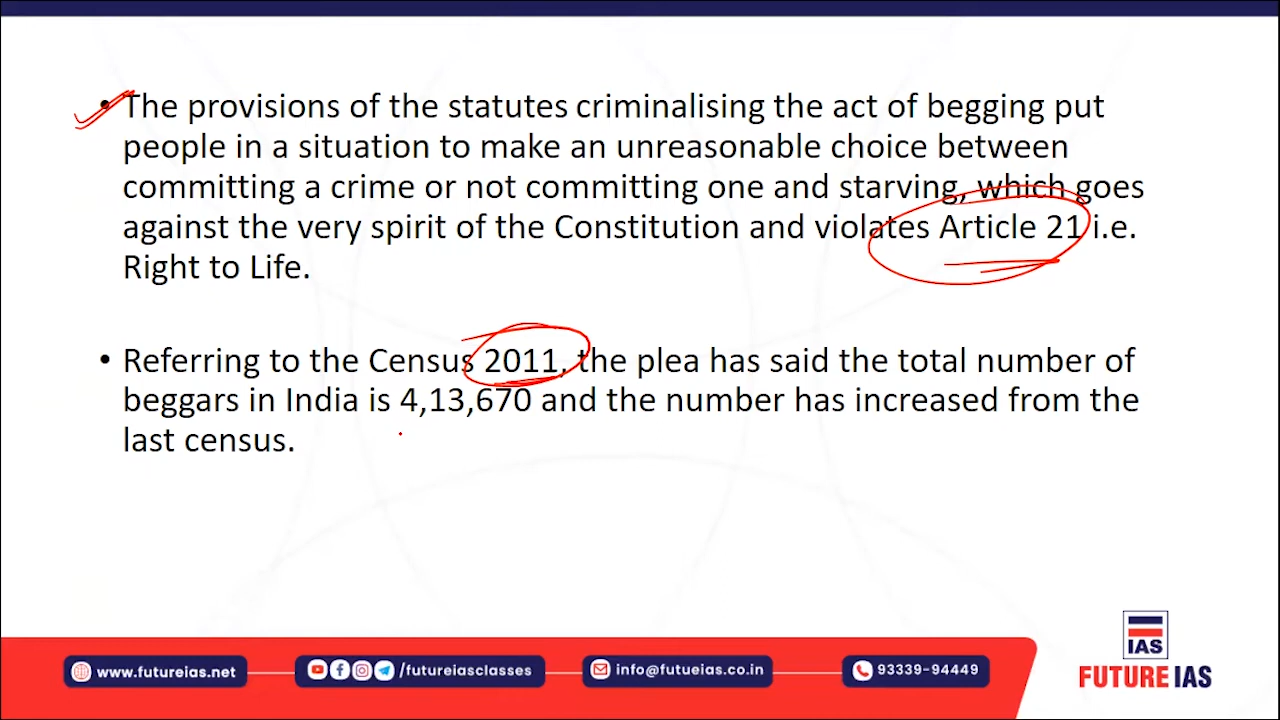 • The provisions of the statutes criminalising the act of begging put
people in a situation to make an unreasonable choice between
committing a crime or not committing one and starving, which goes
against the very spirit of the Constitution and violates Article 21 i.e.
Right to Life.
• Referring to the Census 2011, the plea has said the total number of
beggars in India is 4,13,670 and the number has increased from the
last census.
IAS
FUTURE IAS
www.futureias.net
/futureiasclasses
info@futueias.co.in
93339-94449